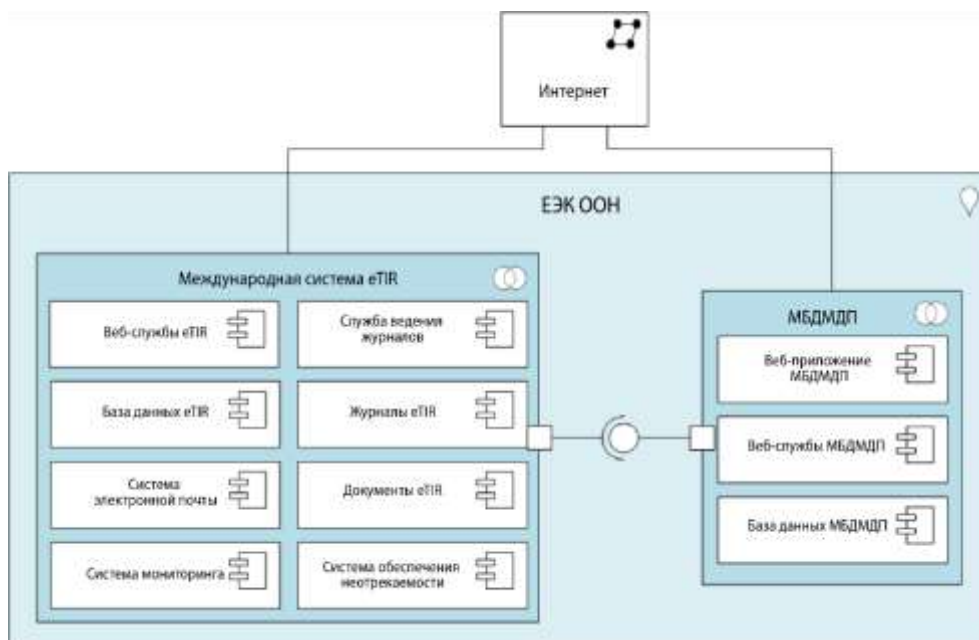 Интернет
ЕЭК ООН
Международная система eTIR
Веб-службы eTIR
Служба ведения
журналов
База данных eTIR
Журналы eTIR
Система
электронной почты
Документы eTIR
Система мониторинга
Система обеспечения
неотрекаемости
МБДМДП
Веб-приложение
МБДМДП
Веб-службы МБДМДП
База данных МБДМДП